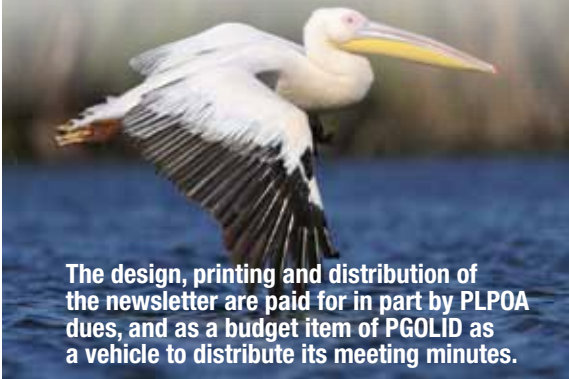 The design, printing and distribution of
the newsletter are paid for in part by PLPOA
dues, and as a budget item of PGOLID as
a vehicle to distribute its meeting minutes.